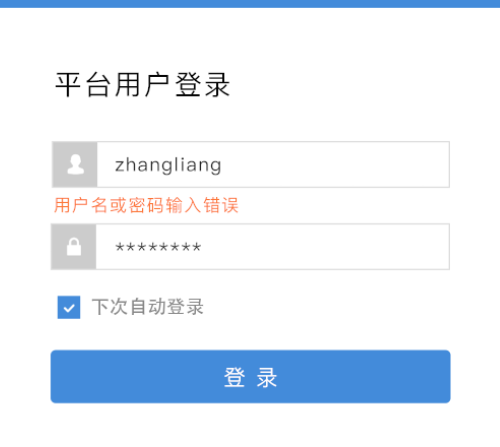 平台用户登录
zhangliang
用户名或密码输入错误
********
下次自动登录
登 录